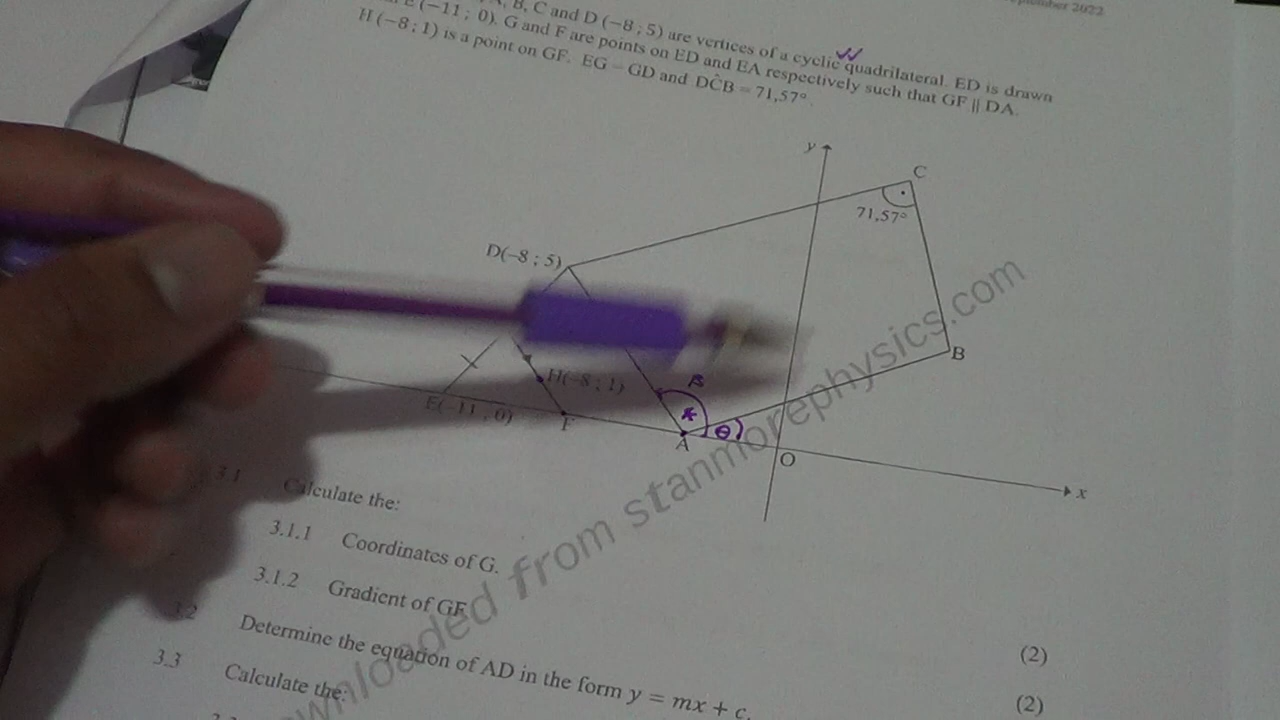 September 2022
B, C and D (−8 ; 5) are vertices of a cyclic quadrilateral. ED is drawn
E (−11 ; 0). G and F are points on ED and EA respectively such that GF || DA.
H (−8 ; 1) is a point on GF. EG = GD and DĈB = 71,57°.
y
C
71,57°
D(−8 ; 5)
B
H(−8 ; 1)
β
E(−11 ; 0)
F
A
θ
O
x
3.1 Calculate the:
3.1.1 Coordinates of G.
(2)
3.1.2 Gradient of GF.
(2)
3.2 Determine the equation of AD in the form y = mx + c.
3.3 Calculate the:
downloaded from stanmorephysics.com